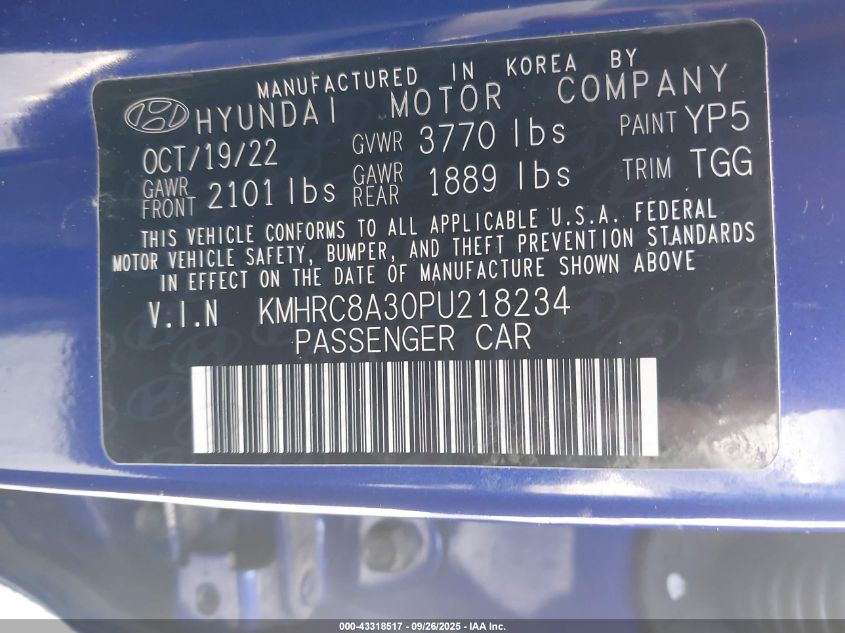 MANUFACTURED IN KOREA BY
HYUNDAI MOTOR COMPANY
OCT/19/22 GVWR 3770 lbs PAINT YP5
GAWR FRONT 2101 lbs GAWR REAR 1889 lbs TRIM TGG
THIS VEHICLE CONFORMS TO ALL APPLICABLE U.S.A. FEDERAL
MOTOR VEHICLE SAFETY, BUMPER, AND THEFT PREVENTION STANDARDS
IN EFFECT ON THE DATE OF MANUFACTURE SHOWN ABOVE
V.I.N KMHRC8A30PU218234
PASSENGER CAR
000-43318517 - 09/26/2025 - IAA Inc.